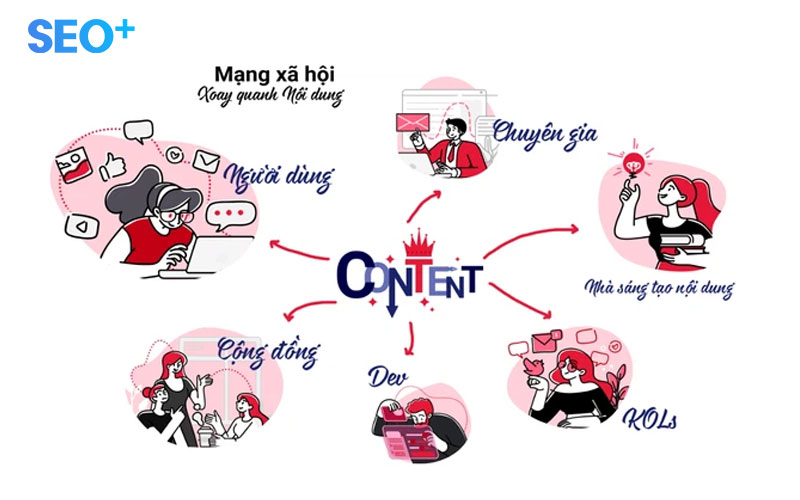 SEO+
Mạng xã hội
Xoay quanh Nội dung
Chuyên gia
Người dùng
CONTENT
Nhà sáng tạo nội dung
Cộng đồng
Dev
KOLs